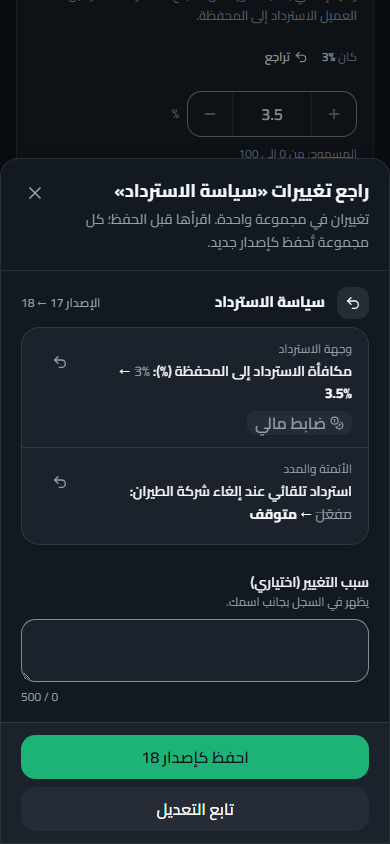 العميل الاسترداد إلى المحفظة.
كان 3% تراجع
3.5
%
المسموح: من 0 إلى 100
راجع تغييرات «سياسة الاسترداد»
تغييران في مجموعة واحدة. اقرأها قبل الحفظ؛ كل
مجموعة تُحفظ كإصدار جديد.
سياسة الاسترداد
الإصدار 17 ← 18
وجهة الاسترداد
مكافأة الاسترداد إلى المحفظة (%): 3% ←
3.5%
ضابط مالي
الأتمتة والمدد
استرداد تلقائي عند إلغاء شركة الطيران:
مفعّل ← متوقف
سبب التغيير (اختياري)
يظهر في السجل بجانب اسمك.
0 / 500
احفظ كإصدار 18
تابع التعديل